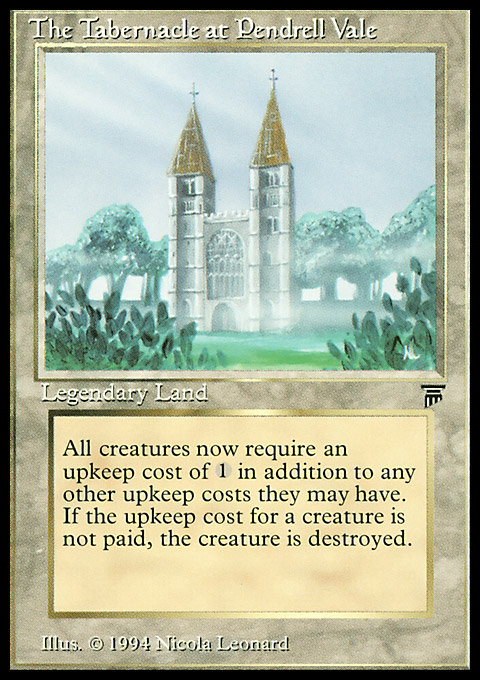 The Tabernacle at Pendrell Vale
Legendary Land
All creatures now require an
upkeep cost of 1 in addition to any
other upkeep costs they may have.
If the upkeep cost for a creature is
not paid, the creature is destroyed.
Illus. © 1994 Nicola Leonard